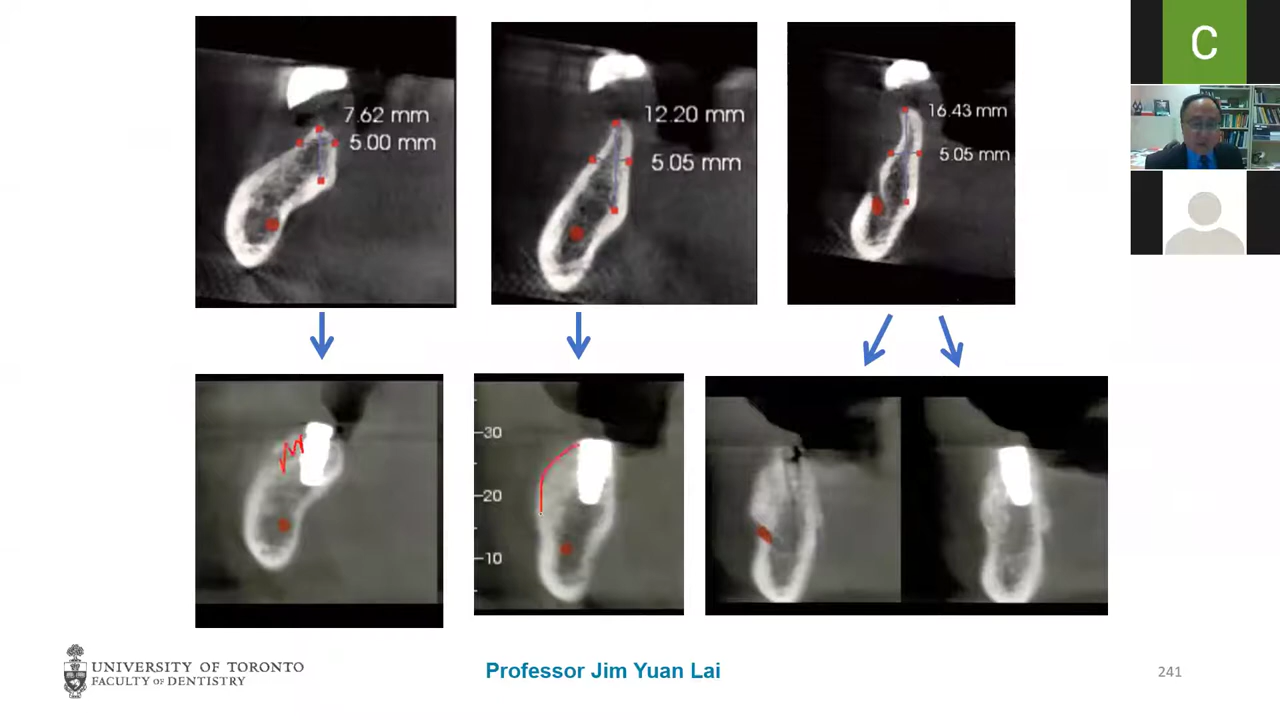 C
7.62 mm
5.00 mm
12.20 mm
5.05 mm
16.43 mm
5.05 mm
30
20
10
UNIVERSITY OF TORONTO
FACULTY OF DENTISTRY
Professor Jim Yuan Lai
241